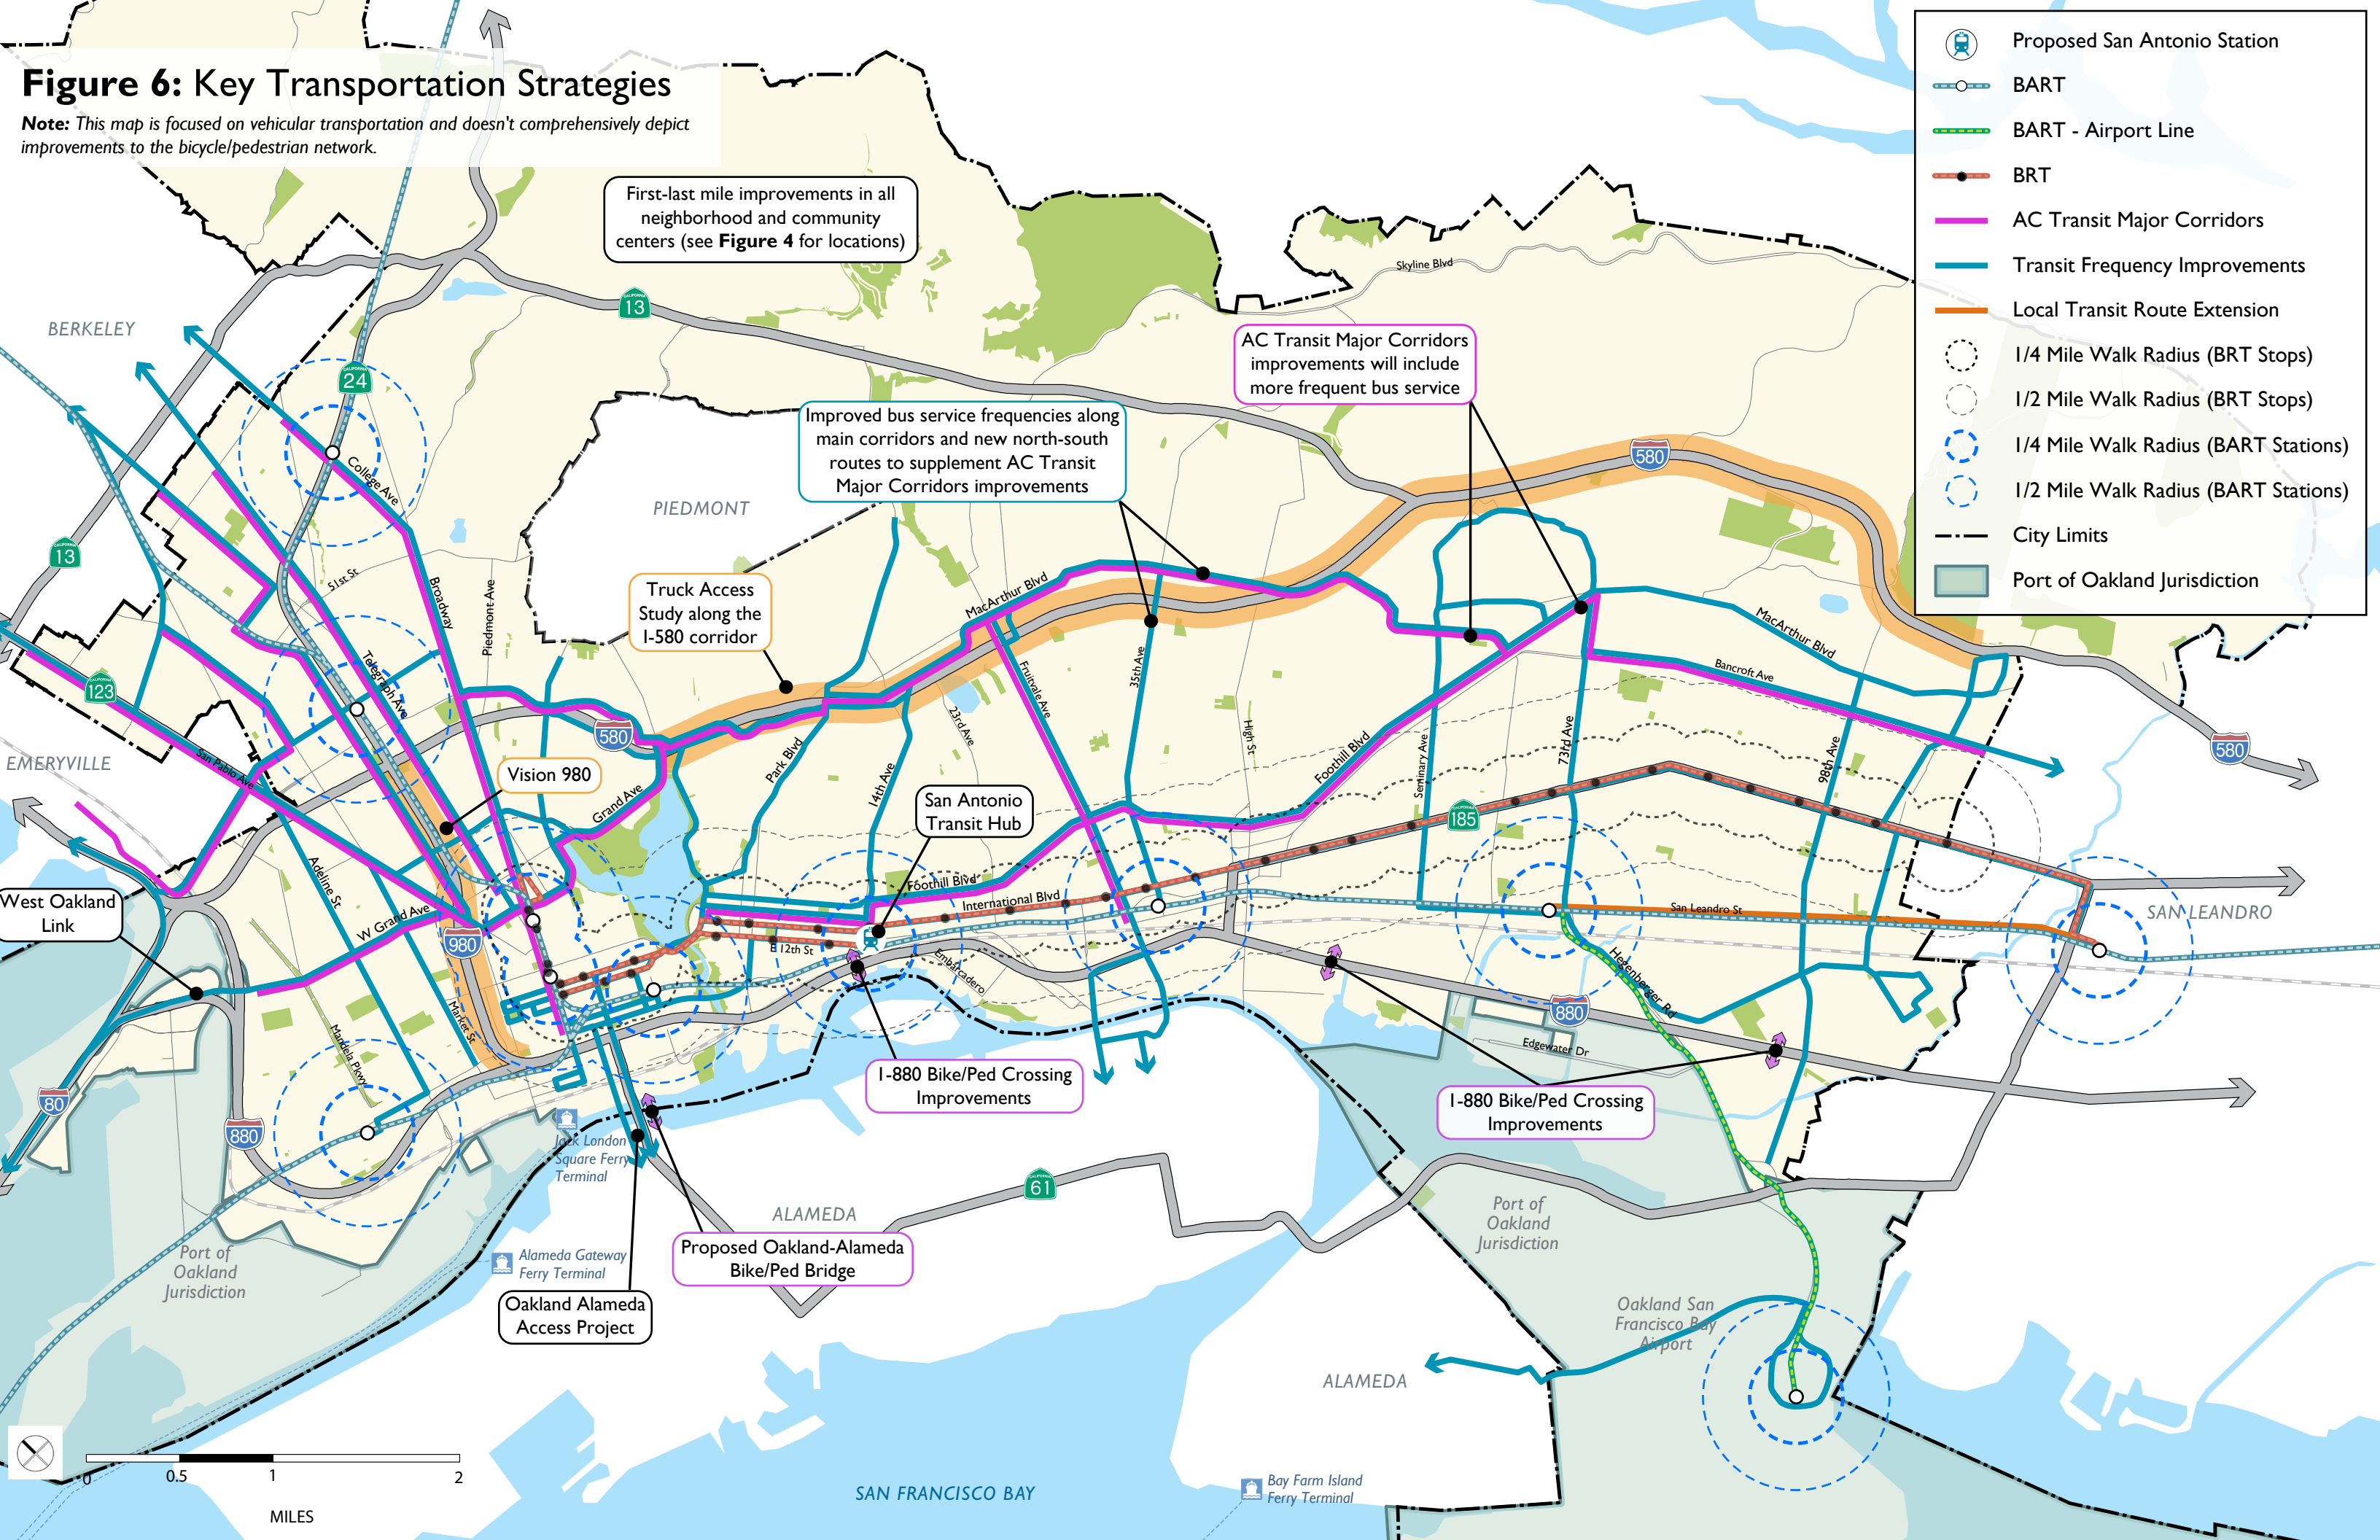 Figure 6: Key Transportation Strategies
Note: This map is focused on vehicular transportation and doesn't comprehensively depict
improvements to the bicycle/pedestrian network.
Proposed San Antonio Station
BART
BART - Airport Line
BRT
AC Transit Major Corridors
Transit Frequency Improvements
Local Transit Route Extension
1/4 Mile Walk Radius (BRT Stops)
1/2 Mile Walk Radius (BRT Stops)
1/4 Mile Walk Radius (BART Stations)
1/2 Mile Walk Radius (BART Stations)
City Limits
Port of Oakland Jurisdiction
First-last mile improvements in all
neighborhood and community
centers (see Figure 4 for locations)
Skyline Blvd
CALIFORNIA
13
BERKELEY
CALIFORNIA
24
AC Transit Major Corridors
improvements will include
more frequent bus service
Improved bus service frequencies along
main corridors and new north-south
routes to supplement AC Transit
Major Corridors improvements
580
College Ave
PIEDMONT
CALIFORNIA
13
51st St
Broadway
Piedmont Ave
Truck Access
Study along the
I-580 corridor
MacArthur Blvd
MacArthur Blvd
Bancroft Ave
CALIFORNIA
123
Telegraph Ave
Fruitvale Ave
35th Ave
23rd Ave
High St
73rd Ave
98th Ave
580
580
EMERYVILLE
San Pablo Ave
Vision 980
Grand Ave
Park Blvd
14th Ave
Foothill Blvd
Seminary Ave
San Antonio
Transit Hub
CALIFORNIA
185
Adeline St
West Oakland
Link
W Grand Ave
980
Foothill Blvd
International Blvd
E 12th St
Embarcadero
San Leandro St
SAN LEANDRO
Hegenberger Rd
880
Edgewater Dr
Market St
Mandela Pkwy
80
880
1-880 Bike/Ped Crossing
Improvements
1-880 Bike/Ped Crossing
Improvements
Jack London
Square Ferry
Terminal
CALIFORNIA
61
ALAMEDA
Port of
Oakland
Jurisdiction
Port of
Oakland
Jurisdiction
Alameda Gateway
Ferry Terminal
Proposed Oakland-Alameda
Bike/Ped Bridge
Oakland Alameda
Access Project
Oakland San
Francisco Bay
Airport
ALAMEDA
0
0.5
1
2
MILES
SAN FRANCISCO BAY
Bay Farm Island
Ferry Terminal